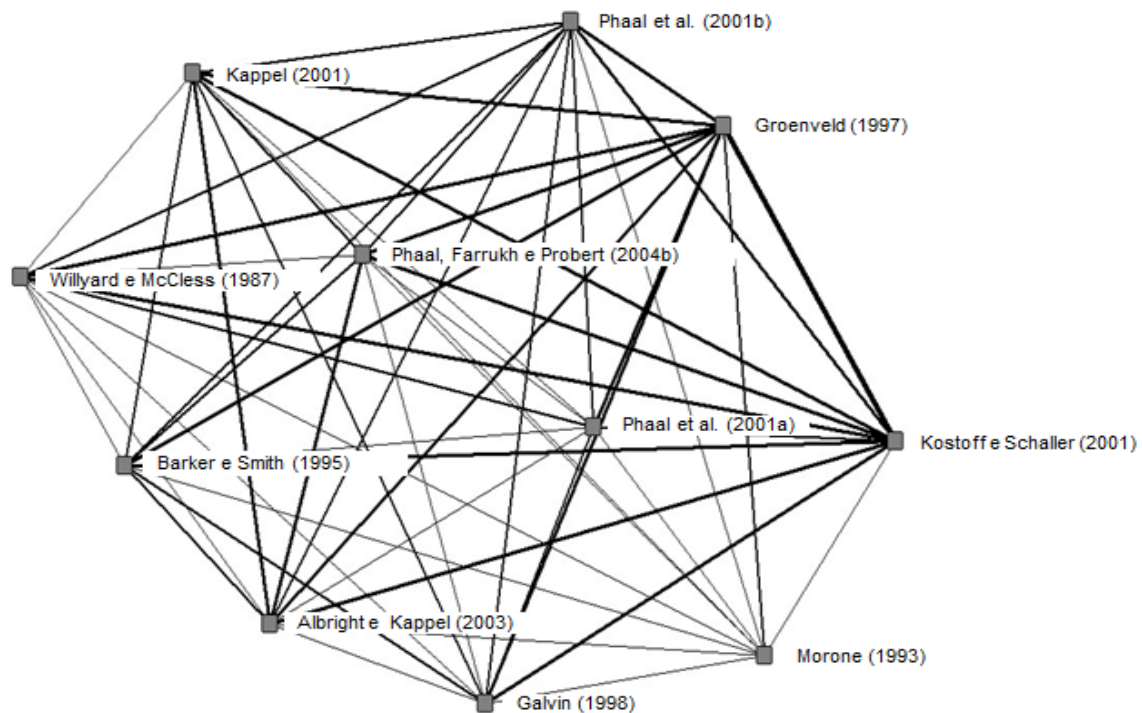 Phaal et al. (2001b)
Kappel (2001)
Groenveld (1997)
Phaal, Farrukh e Probert (2004b)
Willyard e McCless (1987)
Phaal et al. (2001a)
Kostoff e Schaller (2001)
Barker e Smith (1995)
Albright e Kappel (2003)
Morone (1993)
Galvin (1998)